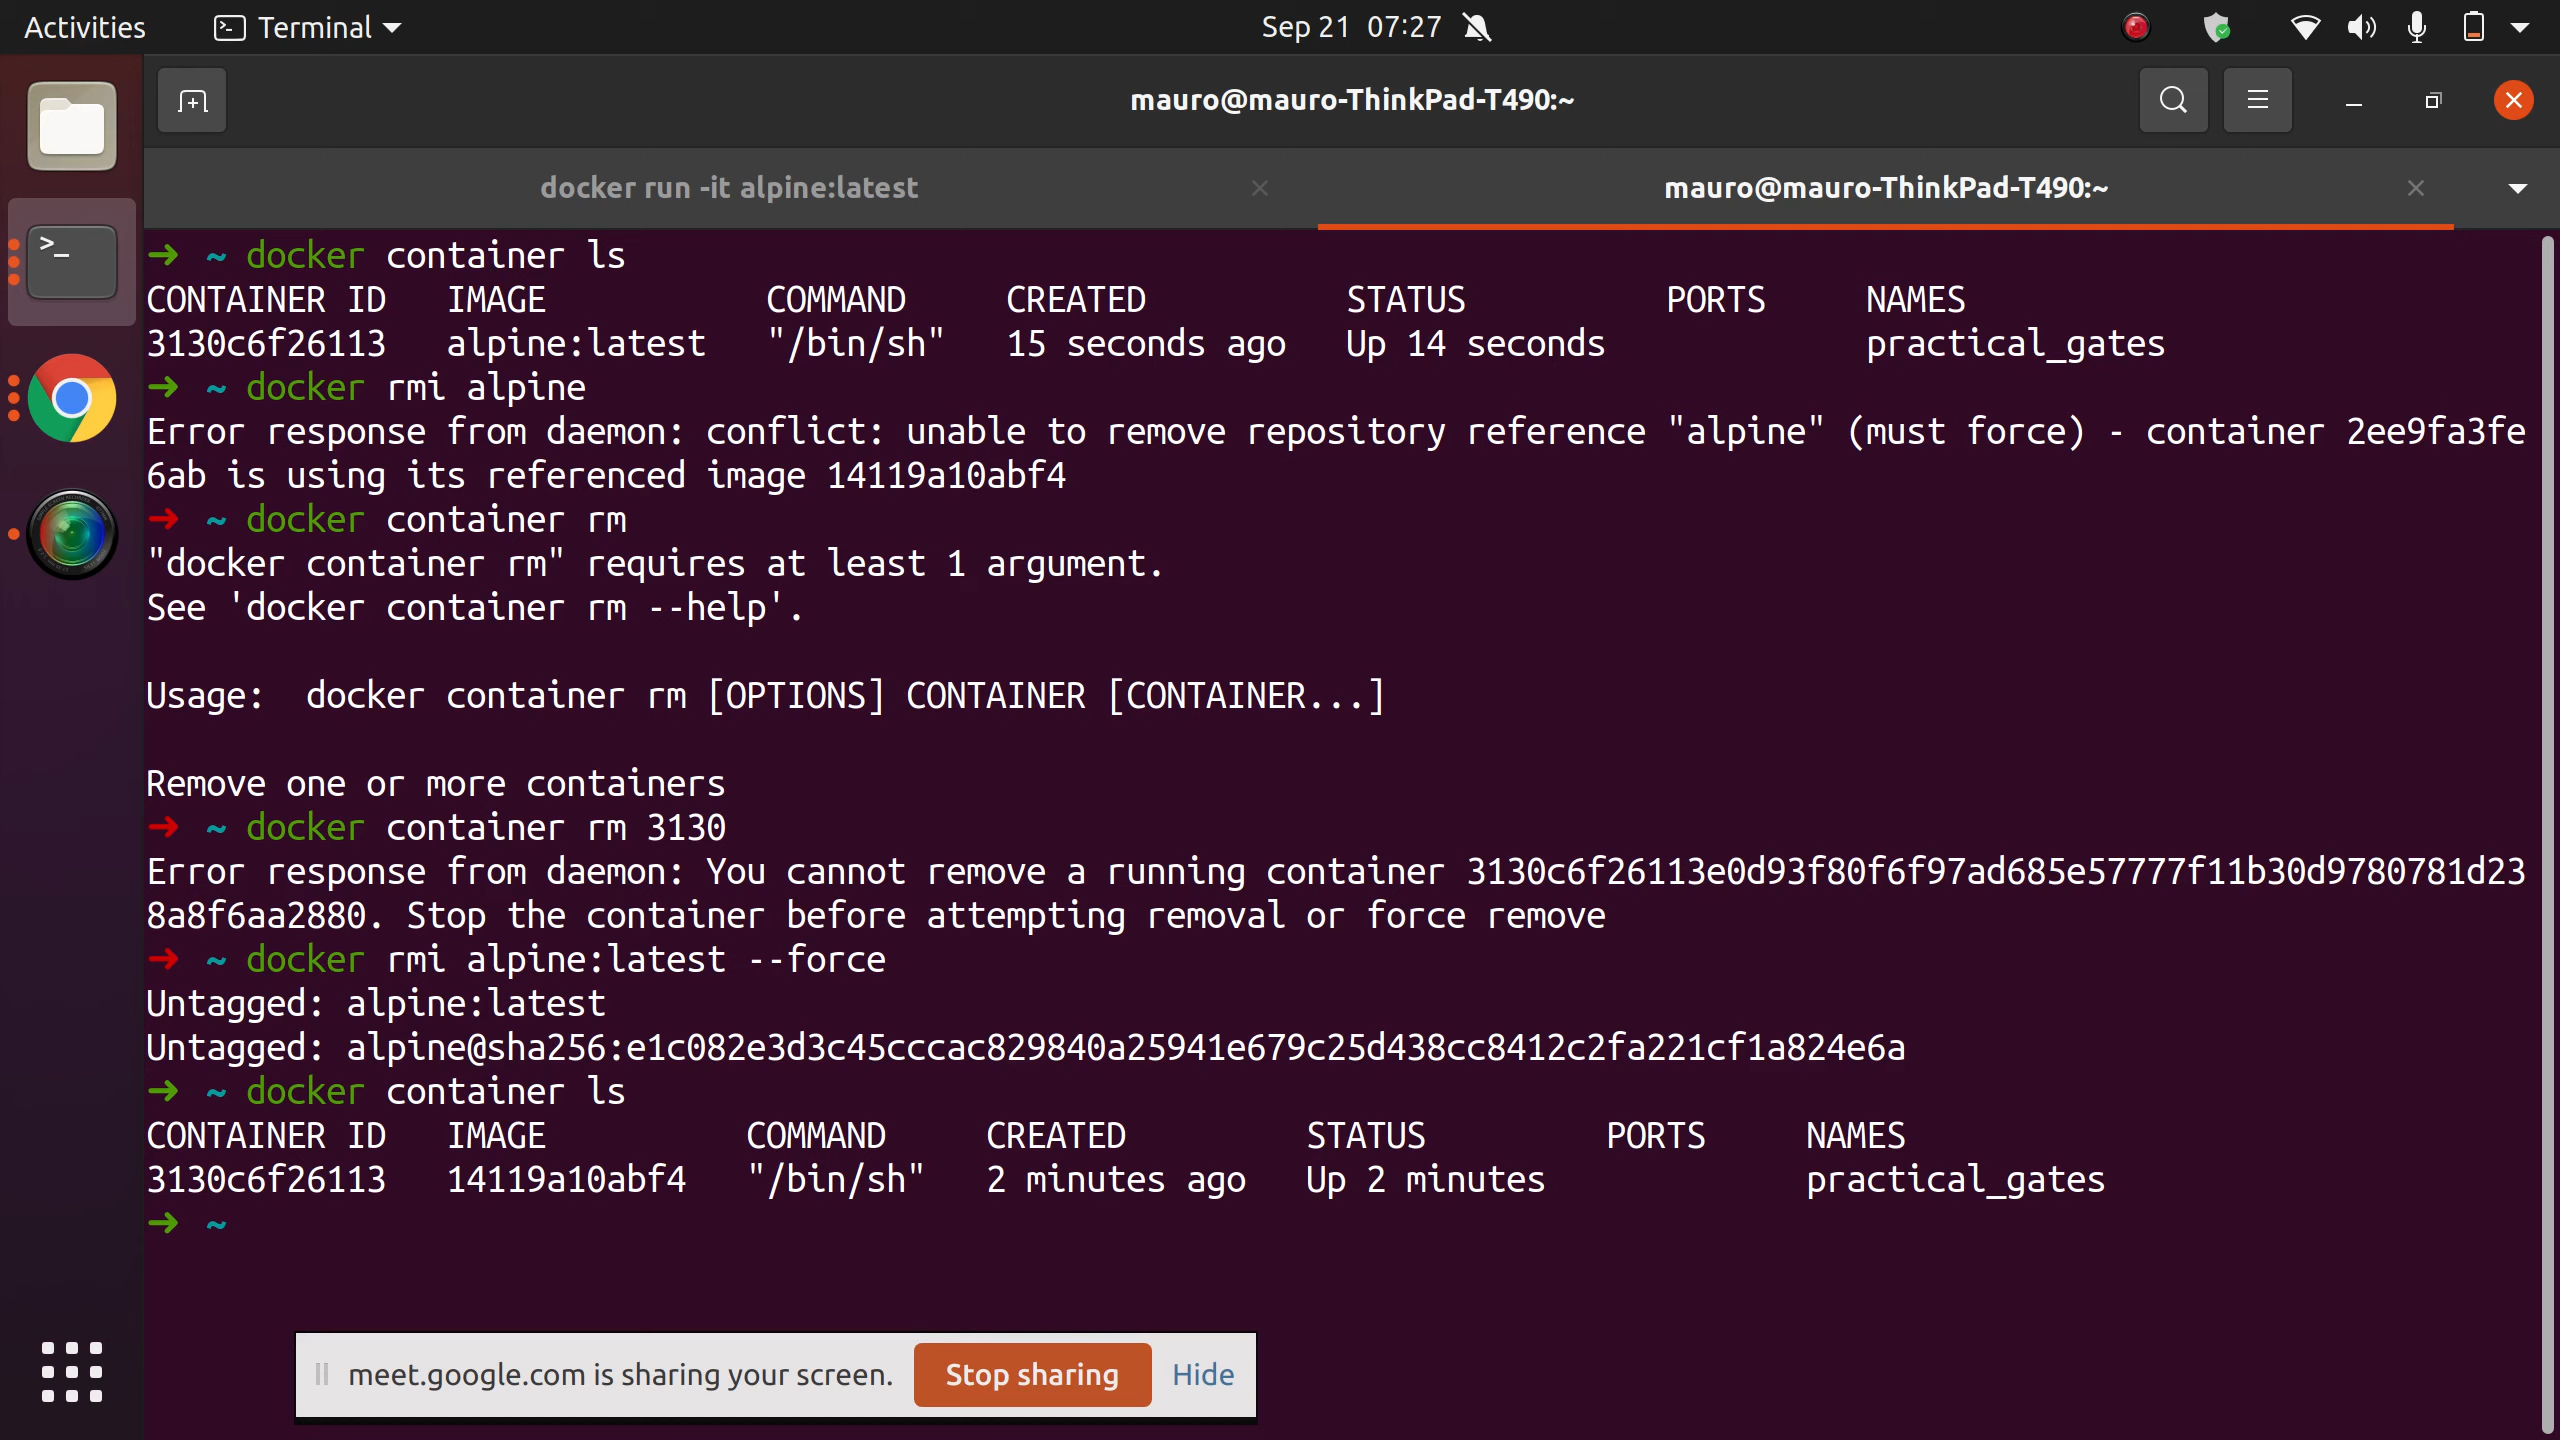 Activities Terminal Sep 21 07:27
mauro@mauro-ThinkPad-T490:~
docker run -it alpine:latest mauro@mauro-ThinkPad-T490:~
➜ ~ docker container ls
CONTAINER ID IMAGE COMMAND CREATED STATUS PORTS NAMES
3130c6f26113 alpine:latest "/bin/sh" 15 seconds ago Up 14 seconds practical_gates
➜ ~ docker rmi alpine
Error response from daemon: conflict: unable to remove repository reference "alpine" (must force) - container 2ee9fa3fe
6ab is using its referenced image 14119a10abf4
➜ ~ docker container rm
"docker container rm" requires at least 1 argument.
See 'docker container rm --help'.
Usage: docker container rm [OPTIONS] CONTAINER [CONTAINER...]
Remove one or more containers
➜ ~ docker container rm 3130
Error response from daemon: You cannot remove a running container 3130c6f26113e0d93f80f6f97ad685e57777f11b30d9780781d23
8a8f6aa2880. Stop the container before attempting removal or force remove
➜ ~ docker rmi alpine:latest --force
Untagged: alpine:latest
Untagged: alpine@sha256:e1c082e3d3c45cccac829840a25941e679c25d438cc8412c2fa221cf1a824e6a
➜ ~ docker container ls
CONTAINER ID IMAGE COMMAND CREATED STATUS PORTS NAMES
3130c6f26113 14119a10abf4 "/bin/sh" 2 minutes ago Up 2 minutes practical_gates
➜ ~
meet.google.com is sharing your screen. Stop sharing Hide